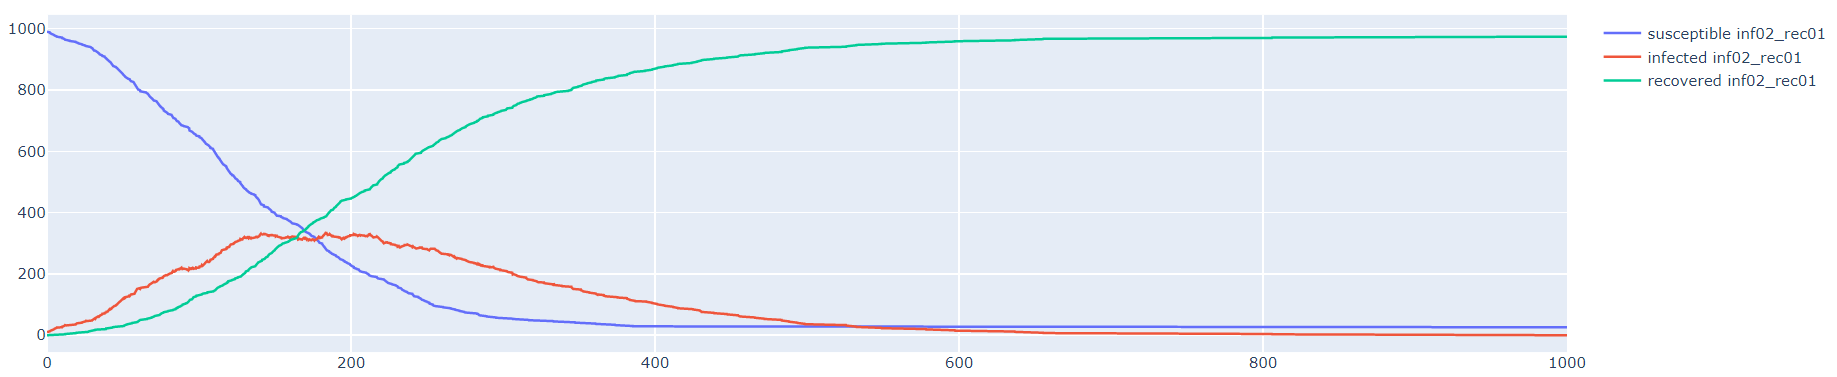 1000
800
600
400
200
0
0 200 400 600 800 1000
susceptible inf02_rec01
infected inf02_rec01
recovered inf02_rec01